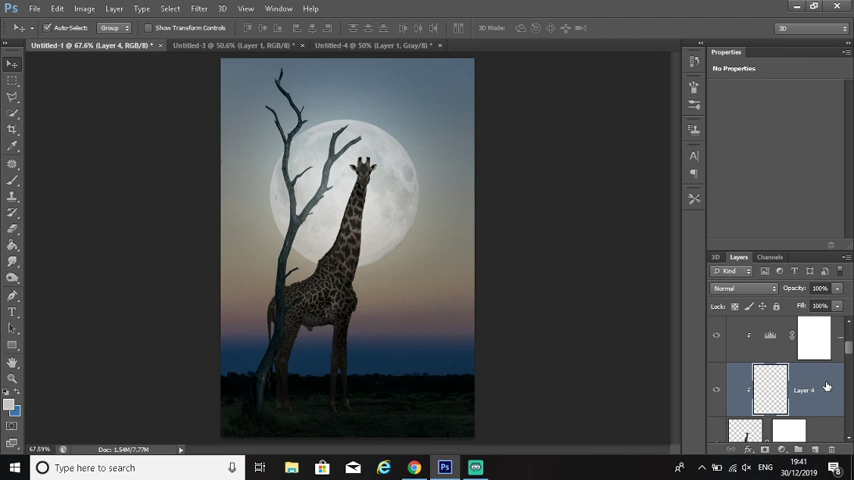 Ps File Edit Image Layer Type Select Filter 3D View Window Help
Auto-Select: Group Show Transform Controls 3D Mode: 3D
Untitled-1 @ 67.6% (Layer 4, RGB/8) * × Untitled-3 @ 50.6% (Layer 1, RGB/8) * × Untitled-4 @ 50% (Layer 1, Gray/8) * ×
Properties
No Properties
3D Layers Channels
Kind
Normal Opacity: 100%
Lock: Fill: 100%
Layer 4
67.59% Doc: 1.54M/7.77M
Type here to search
Ps
ENG
19:41
30/12/2019
8